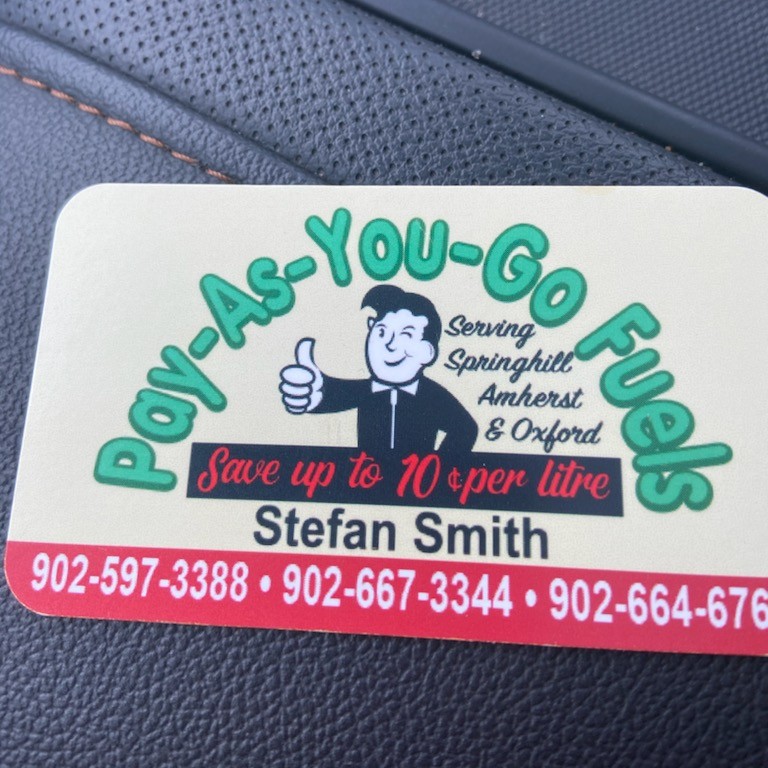 Pay-As-You-Go Fuels
Serving
Springhill
Amherst
& Oxford
Save up to 10 ¢ per litre
Stefan Smith
902-597-3388 • 902-667-3344 • 902-664-676